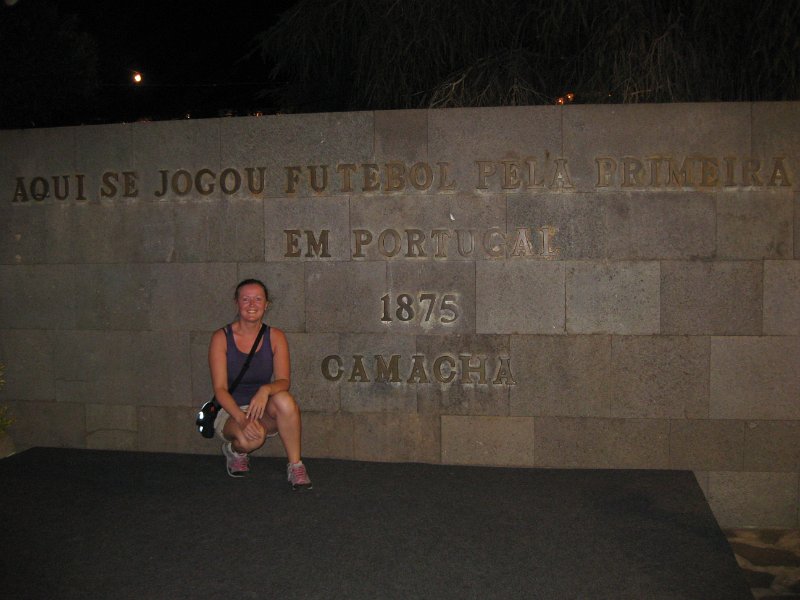 AQUI SE JOGOU FUTEBOL PELA PRIMEIRA
EM PORTUGAL
1875
CAMACHA